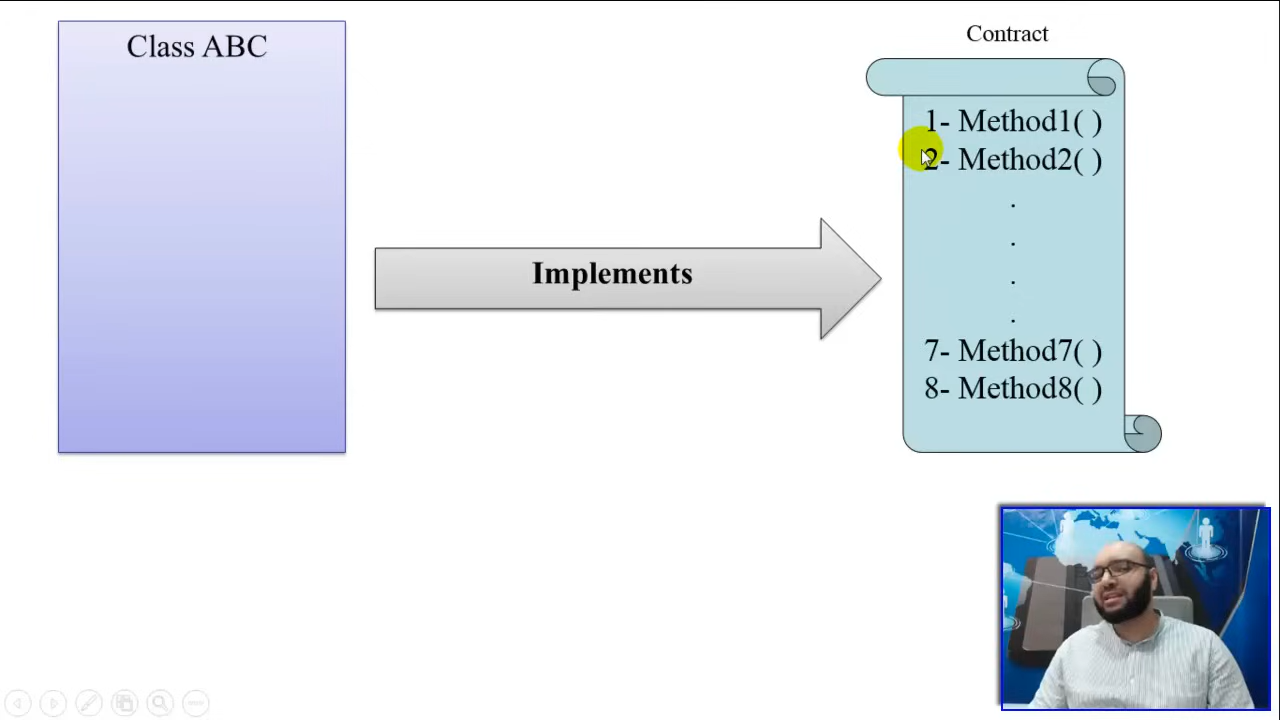 Class ABC
Contract
1- Method1( )
2- Method2( )
.
.
.
.
7- Method7( )
8- Method8( )
Implements